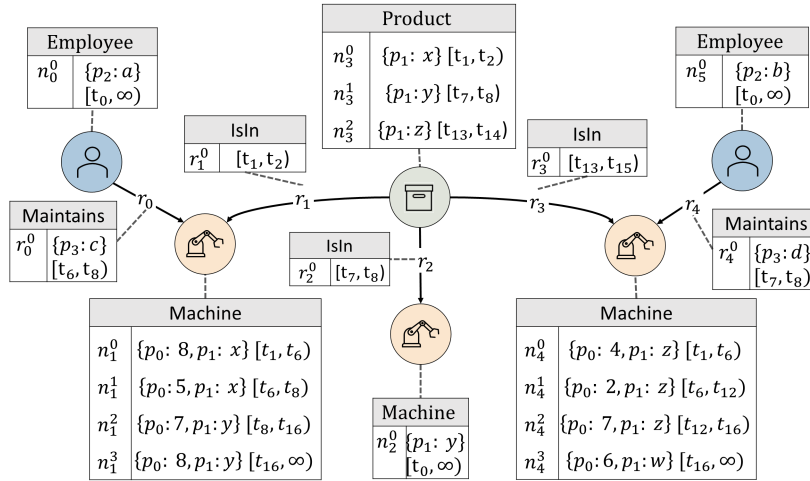 Product
Employee
n₃⁰ {p₁: x} [t₁,t₂)
n₃¹ {p₁:y} [t₇,t₈)
n₃² {p₁:z} [t₁₃,t₁₄)
n₀⁰ {p₂:a}
[t₀,∞)
Employee
n₅⁰ {p₂:b}
[t₀,∞)
IsIn
r₁⁰ [t₁,t₂)
IsIn
r₃⁰ [t₁₃,t₁₅)
r₀
r₁
r₃
r₄
Maintains
r₀⁰ {p₃:c}
[t₆,t₈)
IsIn
r₂⁰ [t₇,t₈)
r₂
Maintains
r₄⁰ {p₃:d}
[t₇,t₈)
Machine
n₁⁰ {p₀: 8,p₁: x} [t₁,t₆)
n₁¹ {p₀:5,p₁: x} [t₆,t₈)
n₁² {p₀:7,p₁:y} [t₈,t₁₆)
n₁³ {p₀: 8,p₁:y} [t₁₆,∞)
Machine
n₂⁰ {p₁: y}
[t₀,∞)
Machine
n₄⁰ {p₀: 4,p₁: z} [t₁,t₆)
n₄¹ {p₀: 2,p₁: z} [t₆,t₁₂)
n₄² {p₀: 7,p₁: z} [t₁₂,t₁₆)
n₄³ {p₀:6,p₁:w} [t₁₆,∞)